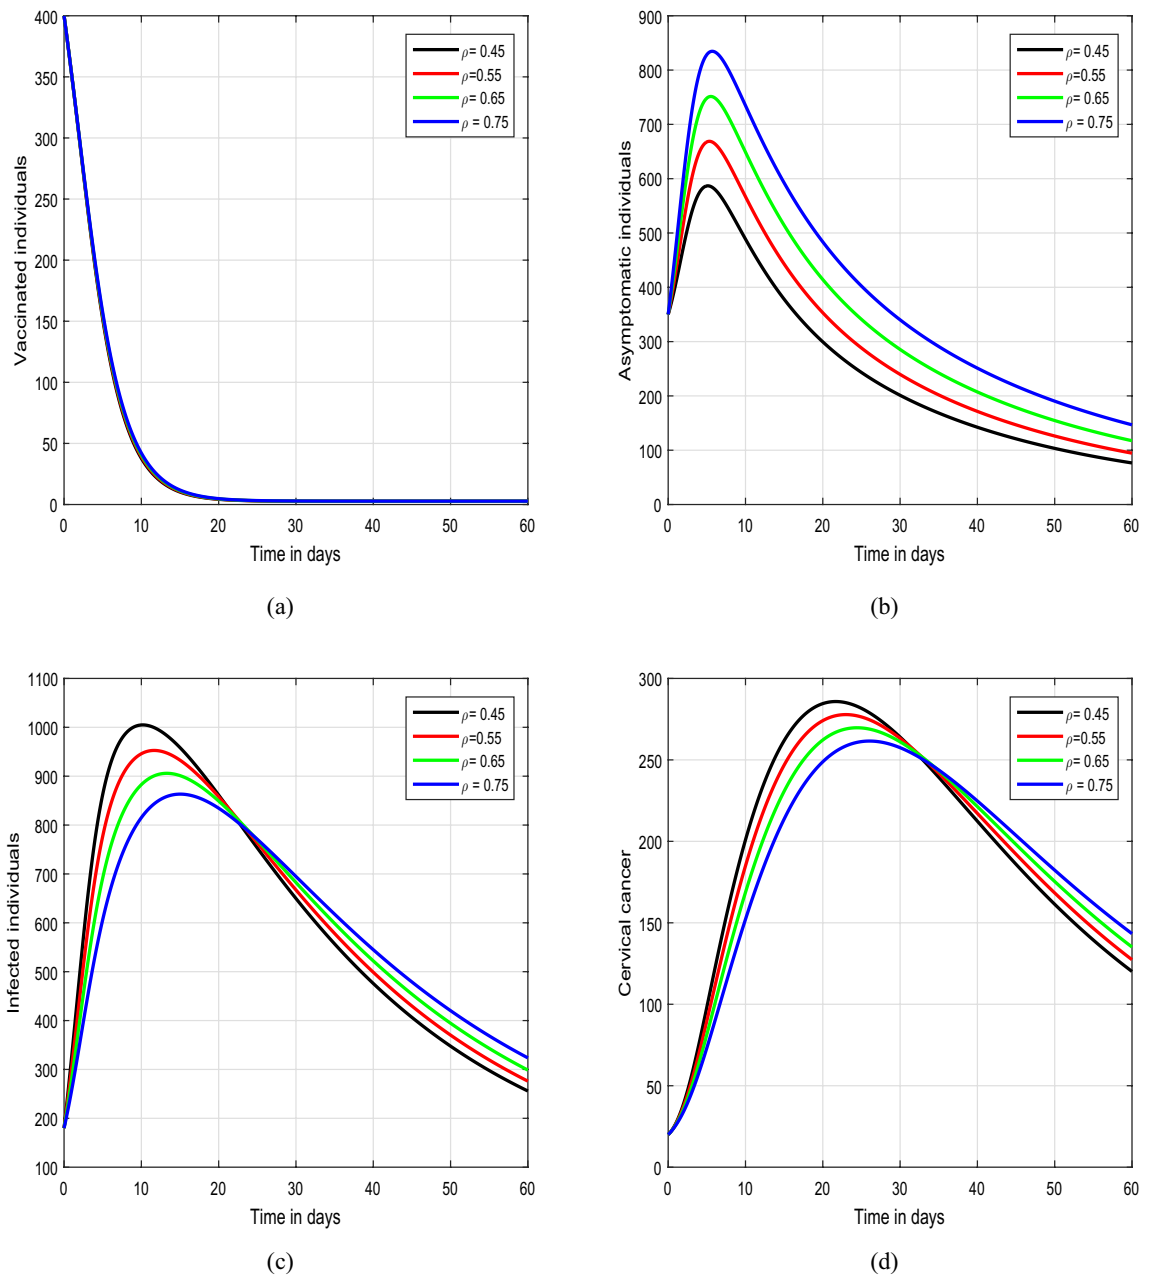 400
350
300
250
200
150
100
50
0
0 10 20 30 40 50 60
Vaccinated individuals
Time in days
ρ= 0.45
ρ=0.55
ρ= 0.65
ρ = 0.75
(a)
900
800
700
600
500
400
300
200
100
0
0 10 20 30 40 50 60
Asymptomatic individuals
Time in days
ρ= 0.45
ρ=0.55
ρ= 0.65
ρ = 0.75
(b)
1100
1000
900
800
700
600
500
400
300
200
100
0 10 20 30 40 50 60
Infected individuals
Time in days
ρ= 0.45
ρ=0.55
ρ= 0.65
ρ = 0.75
(c)
300
250
200
150
100
50
0
0 10 20 30 40 50 60
Cervical cancer
Time in days
ρ= 0.45
ρ=0.55
ρ= 0.65
ρ = 0.75
(d)